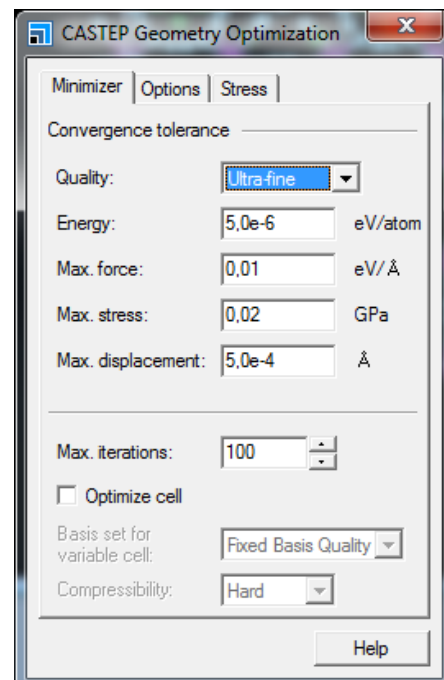 CASTEP Geometry Optimization
Minimizer Options Stress
Convergence tolerance
Quality: Ultra-fine
Energy: 5,0e-6 eV/atom
Max. force: 0,01 eV/Å
Max. stress: 0,02 GPa
Max. displacement: 5,0e-4 Å
Max. iterations: 100
Optimize cell
Basis set for
variable cell: Fixed Basis Quality
Compressibility: Hard
Help